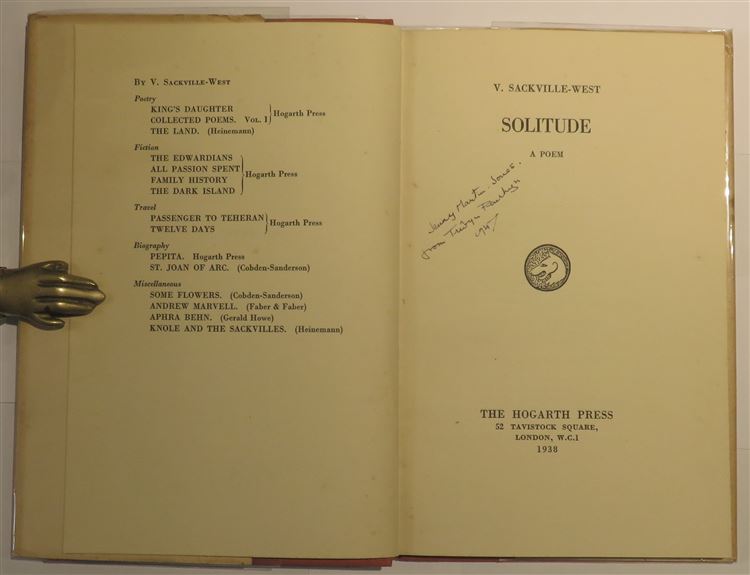 BY V. SACKVILLE-WEST
Poetry
KING'S DAUGHTER
COLLECTED POEMS. VOL. I
Hogarth Press
THE LAND. (Heinemann)
Fiction
THE EDWARDIANS
ALL PASSION SPENT
FAMILY HISTORY
THE DARK ISLAND
Hogarth Press
Travel
PASSENGER TO TEHERAN
TWELVE DAYS
Hogarth Press
Biography
PEPITA. Hogarth Press
ST. JOAN OF ARC. (Cobden-Sanderson)
Miscellaneous
SOME FLOWERS. (Cobden-Sanderson)
ANDREW MARVELL. (Faber & Faber)
APHRA BEHN. (Gerald Howe)
KNOLE AND THE SACKVILLES. (Heinemann)
V. SACKVILLE-WEST
SOLITUDE
A POEM
Martin-Jones.
from
THE HOGARTH PRESS
52 TAVISTOCK SQUARE,
LONDON, W.C.1
1938